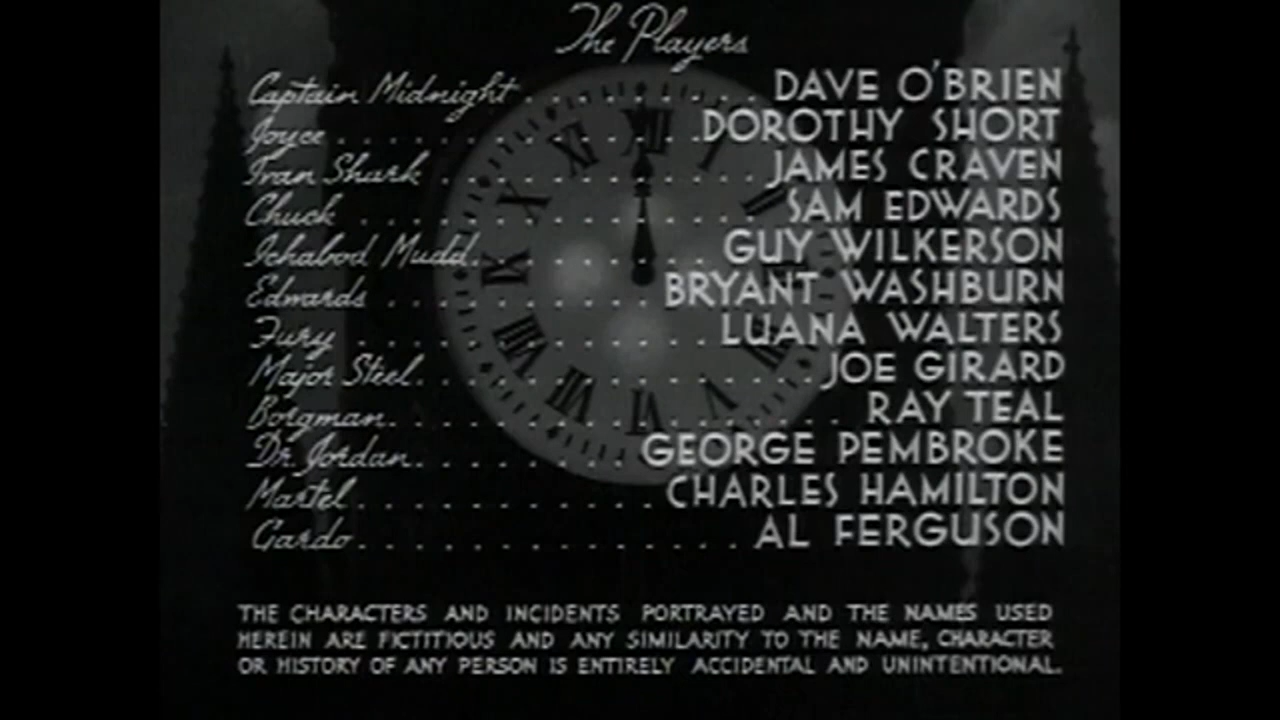 The Players
Captain Midnight . . . . . . . . . . DAVE O'BRIEN
Joyce . . . . . . . . . . . . . . . DOROTHY SHORT
Ivan Shark . . . . . . . . . . . . JAMES CRAVEN
Chuck . . . . . . . . . . . . . . . SAM EDWARDS
Ichabod Mudd. . . . . . . . . . GUY WILKERSON
Edwards . . . . . . . . . . BRYANT WASHBURN
Fury . . . . . . . . . . . . . LUANA WALTERS
Major Steel. . . . . . . . . . . . . . . JOE GIRARD
Borgman. . . . . . . . . . . . . . . . . RAY TEAL
Dr. Jordan. . . . . . . . GEORGE PEMBROKE
Martel. . . . . . . . . . . CHARLES HAMILTON
Gardo. . . . . . . . . . . . . . AL FERGUSON
THE CHARACTERS AND INCIDENTS PORTRAYED AND THE NAMES USED
HEREIN ARE FICTITIOUS AND ANY SIMILARITY TO THE NAME, CHARACTER
OR HISTORY OF ANY PERSON IS ENTIRELY ACCIDENTAL AND UNINTENTIONAL.